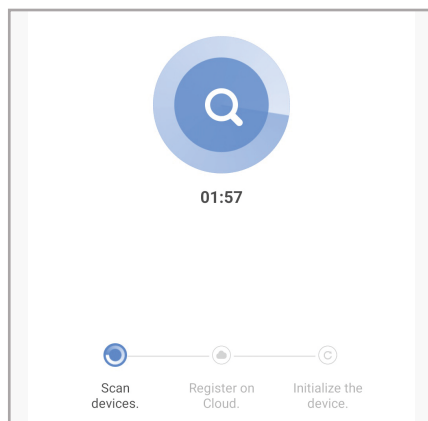 01:57
Scan
devices.
Register on
Cloud.
Initialize the
device.